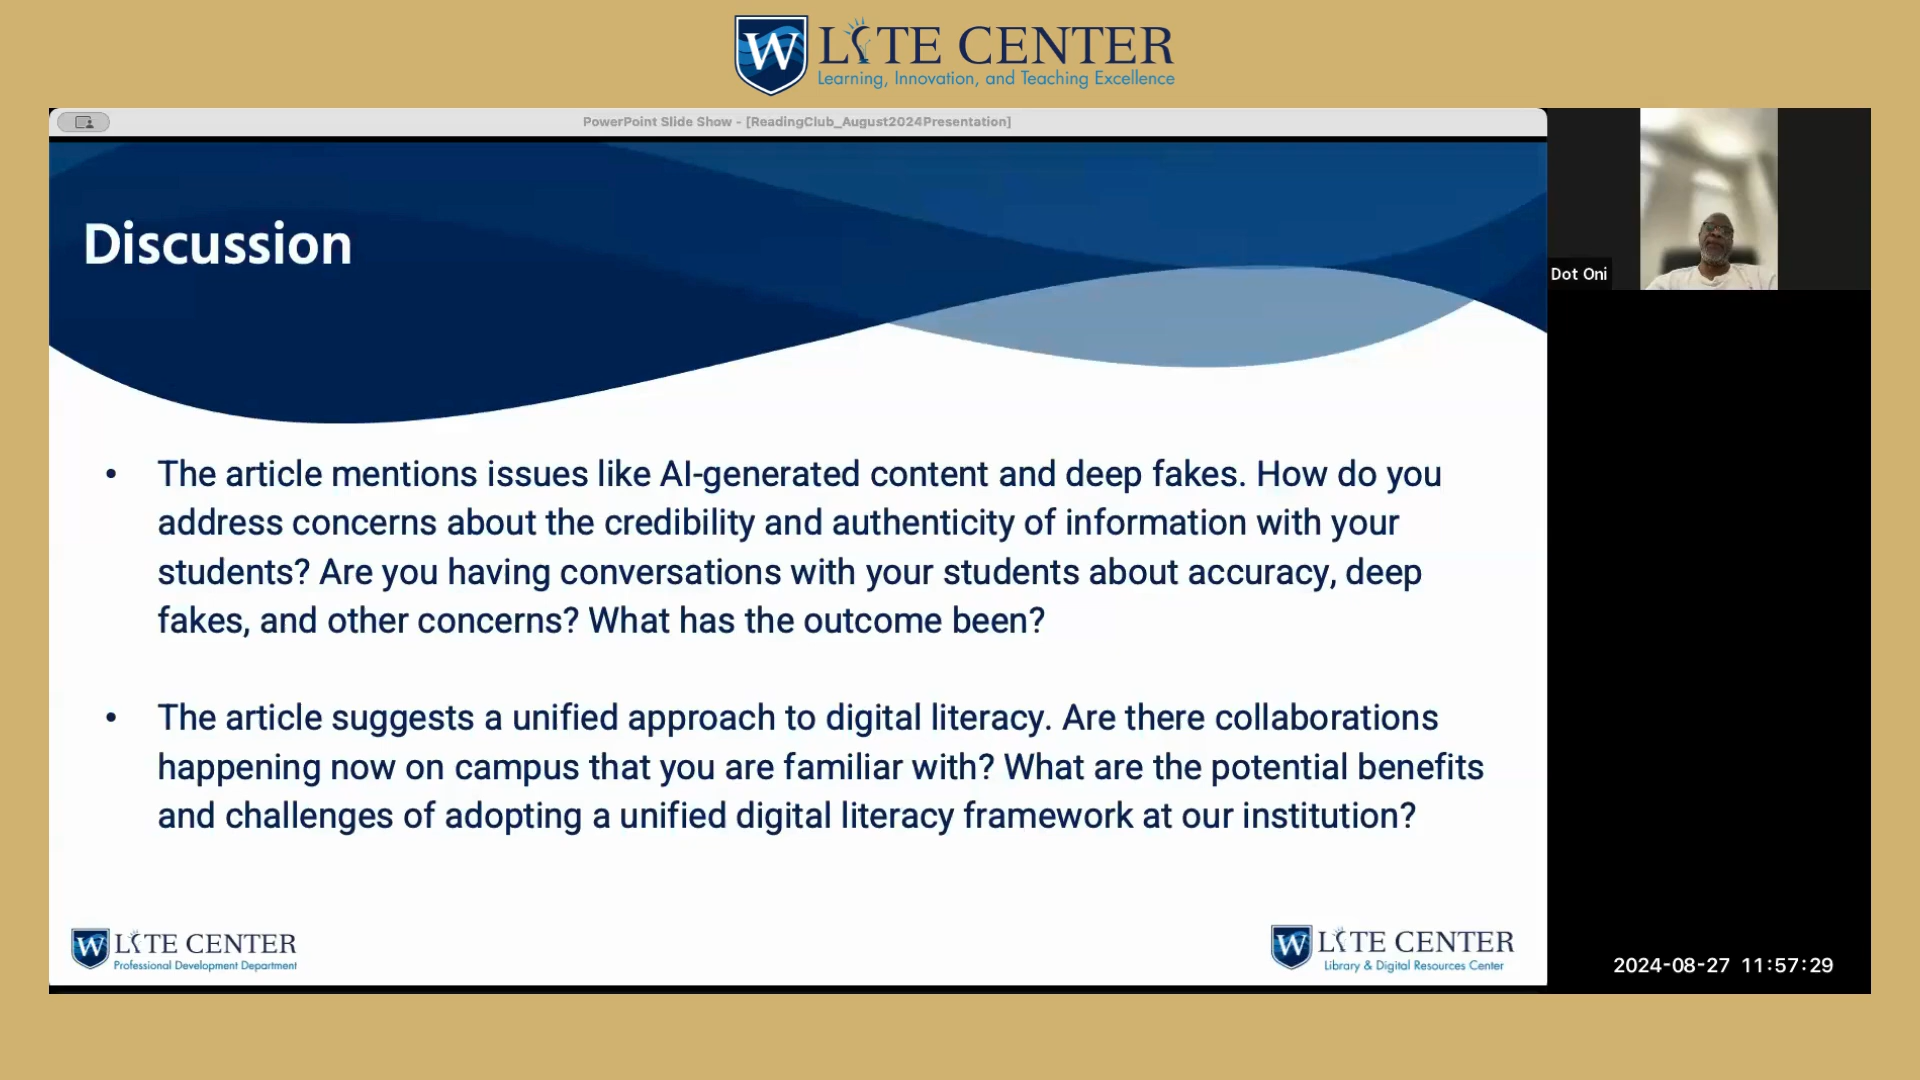 W LITE CENTER
Learning, Innovation, and Teaching Excellence
PowerPoint Slide Show - [ReadingClub_August2024Presentation]
Discussion
Dot Oni
• The article mentions issues like AI-generated content and deep fakes. How do you
address concerns about the credibility and authenticity of information with your
students? Are you having conversations with your students about accuracy, deep
fakes, and other concerns? What has the outcome been?
• The article suggests a unified approach to digital literacy. Are there collaborations
happening now on campus that you are familiar with? What are the potential benefits
and challenges of adopting a unified digital literacy framework at our institution?
W LITE CENTER
Professional Development Department
W LITE CENTER
Library & Digital Resources Center
2024-08-27 11:57:29